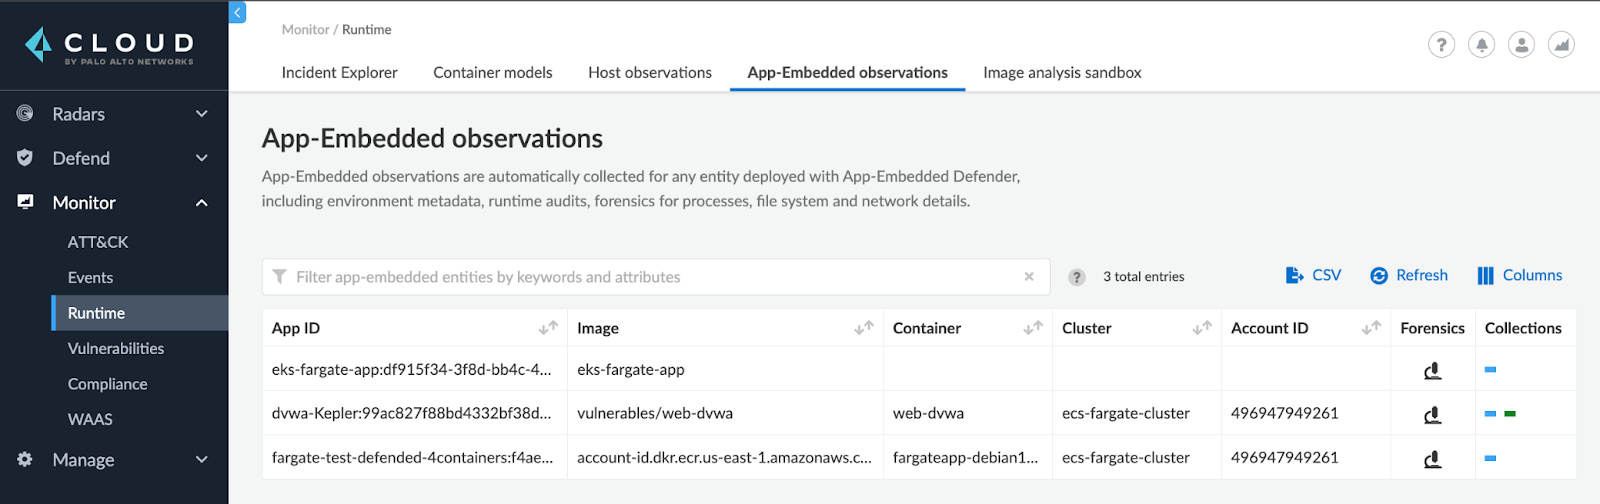 CLOUD
BY PALO ALTO NETWORKS
Radars
Defend
Monitor
ATT&CK
Events
Runtime
Vulnerabilities
Compliance
WAAS
Manage
Monitor / Runtime
Incident Explorer Container models Host observations App-Embedded observations Image analysis sandbox
App-Embedded observations
App-Embedded observations are automatically collected for any entity deployed with App-Embedded Defender,
including environment metadata, runtime audits, forensics for processes, file system and network details.
Filter app-embedded entities by keywords and attributes × ? 3 total entries CSV Refresh Columns
App ID Image Container Cluster Account ID Forensics Collections
eks-fargate-app:df915f34-3f8d-bb4c-4... eks-fargate-app
dvwa-Kepler:99ac827f88bd4332bf38d... vulnerables/web-dvwa web-dvwa ecs-fargate-cluster 496947949261
fargate-test-defended-4containers:f4ae... account-id.dkr.ecr.us-east-1.amazonaws.c... fargateapp-debian1... ecs-fargate-cluster 496947949261